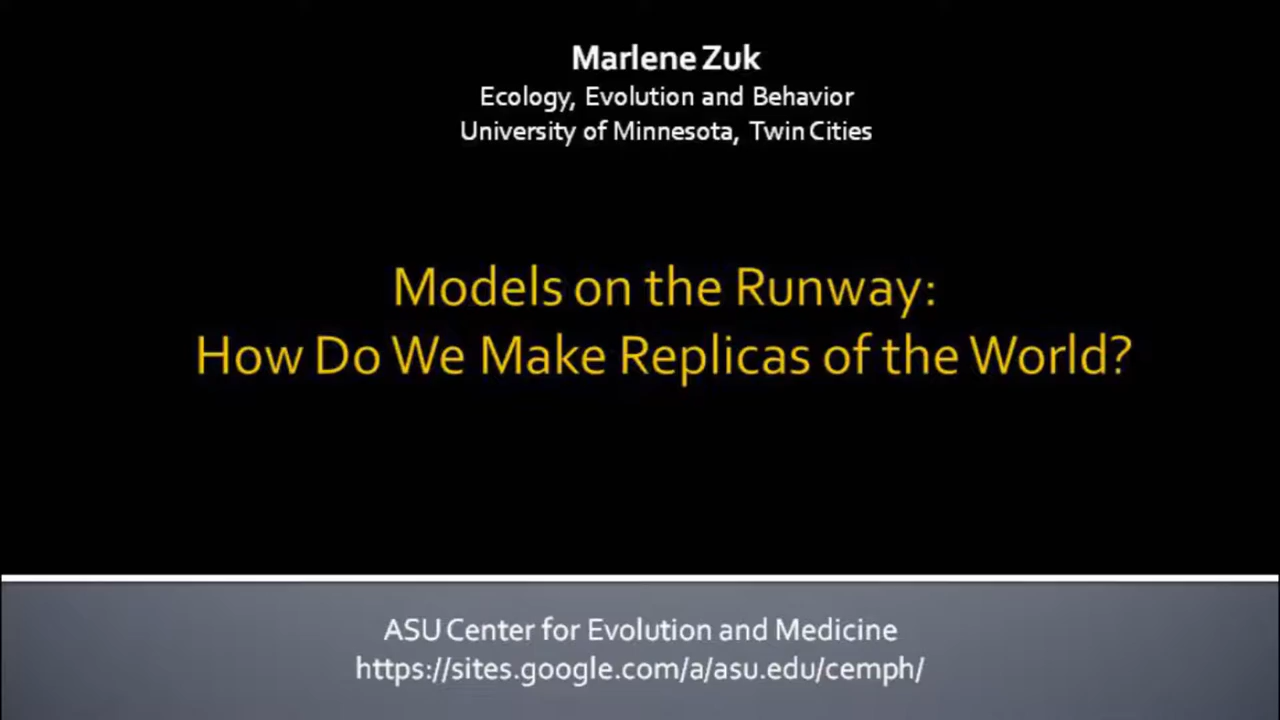 Marlene Zuk
Ecology, Evolution and Behavior
University of Minnesota, Twin Cities
Models on the Runway:
How Do We Make Replicas of the World?
ASU Center for Evolution and Medicine
https://sites.google.com/a/asu.edu/cemph/